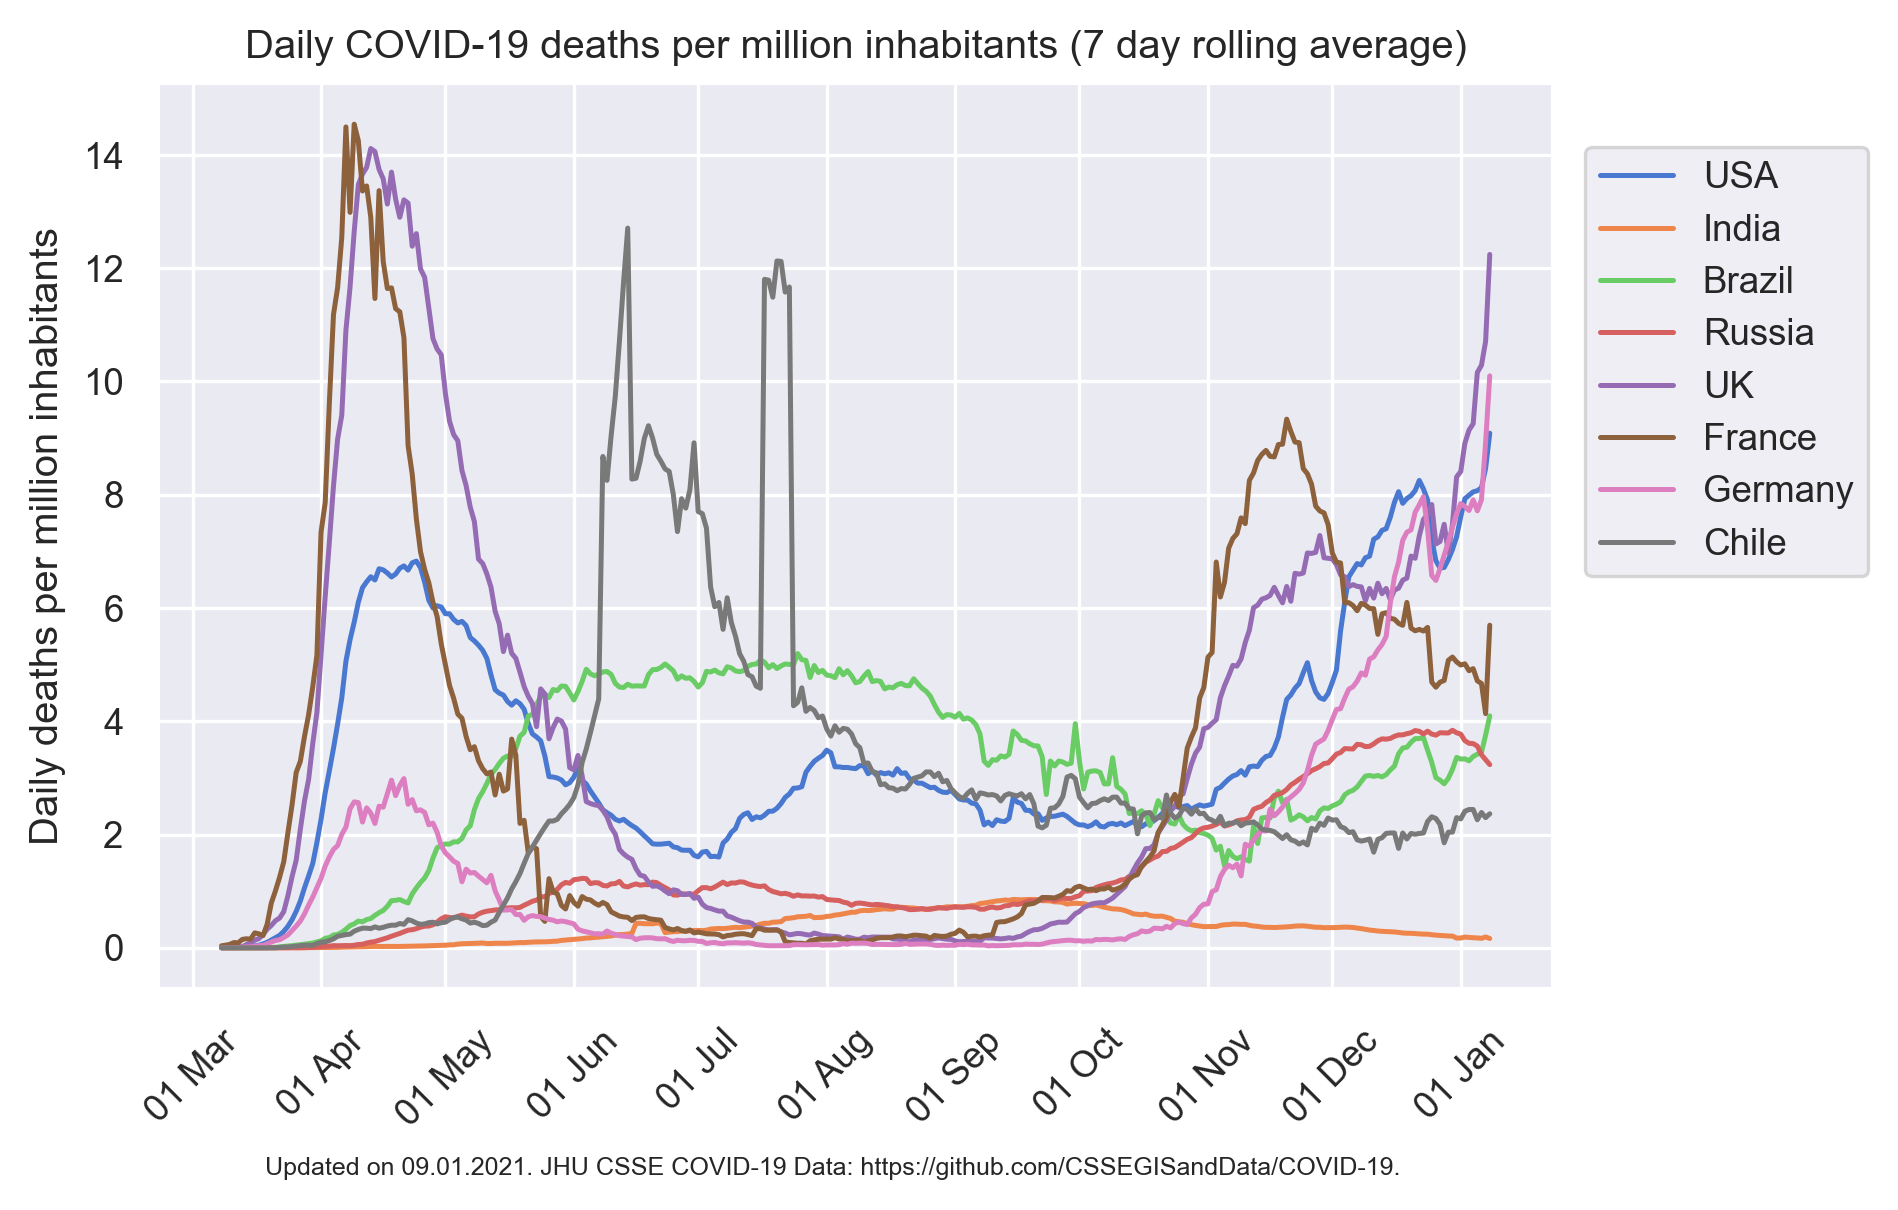 Daily COVID-19 deaths per million inhabitants (7 day rolling average)
Daily deaths per million inhabitants
14
12
10
8
6
4
2
0
01 Mar
01 Apr
01 May
01 Jun
01 Jul
01 Aug
01 Sep
01 Oct
01 Nov
01 Dec
01 Jan
USA
India
Brazil
Russia
UK
France
Germany
Chile
Updated on 09.01.2021. JHU CSSE COVID-19 Data: https://github.com/CSSEGISandData/COVID-19.